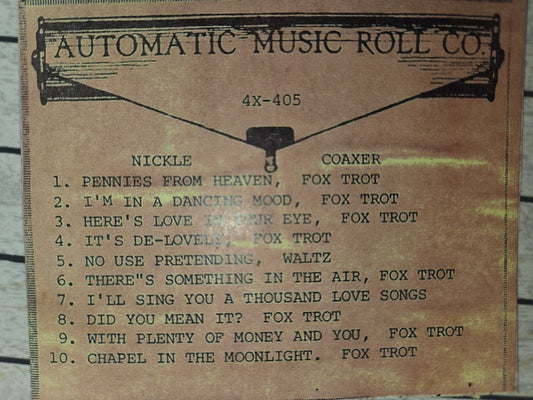 AUTOMATIC MUSIC ROLL CO.
4X-405
NICKLE COAXER
1. PENNIES FROM HEAVEN, FOX TROT
2. I'M IN A DANCING MOOD, FOX TROT
3. HERE'S LOVE IN YOUR EYE, FOX TROT
4. IT'S DE-LOVELY, FOX TROT
5. NO USE PRETENDING, WALTZ
6. THERE"S SOMETHING IN THE AIR, FOX TROT
7. I'LL SING YOU A THOUSAND LOVE SONGS
8. DID YOU MEAN IT? FOX TROT
9. WITH PLENTY OF MONEY AND YOU, FOX TROT
10. CHAPEL IN THE MOONLIGHT. FOX TROT